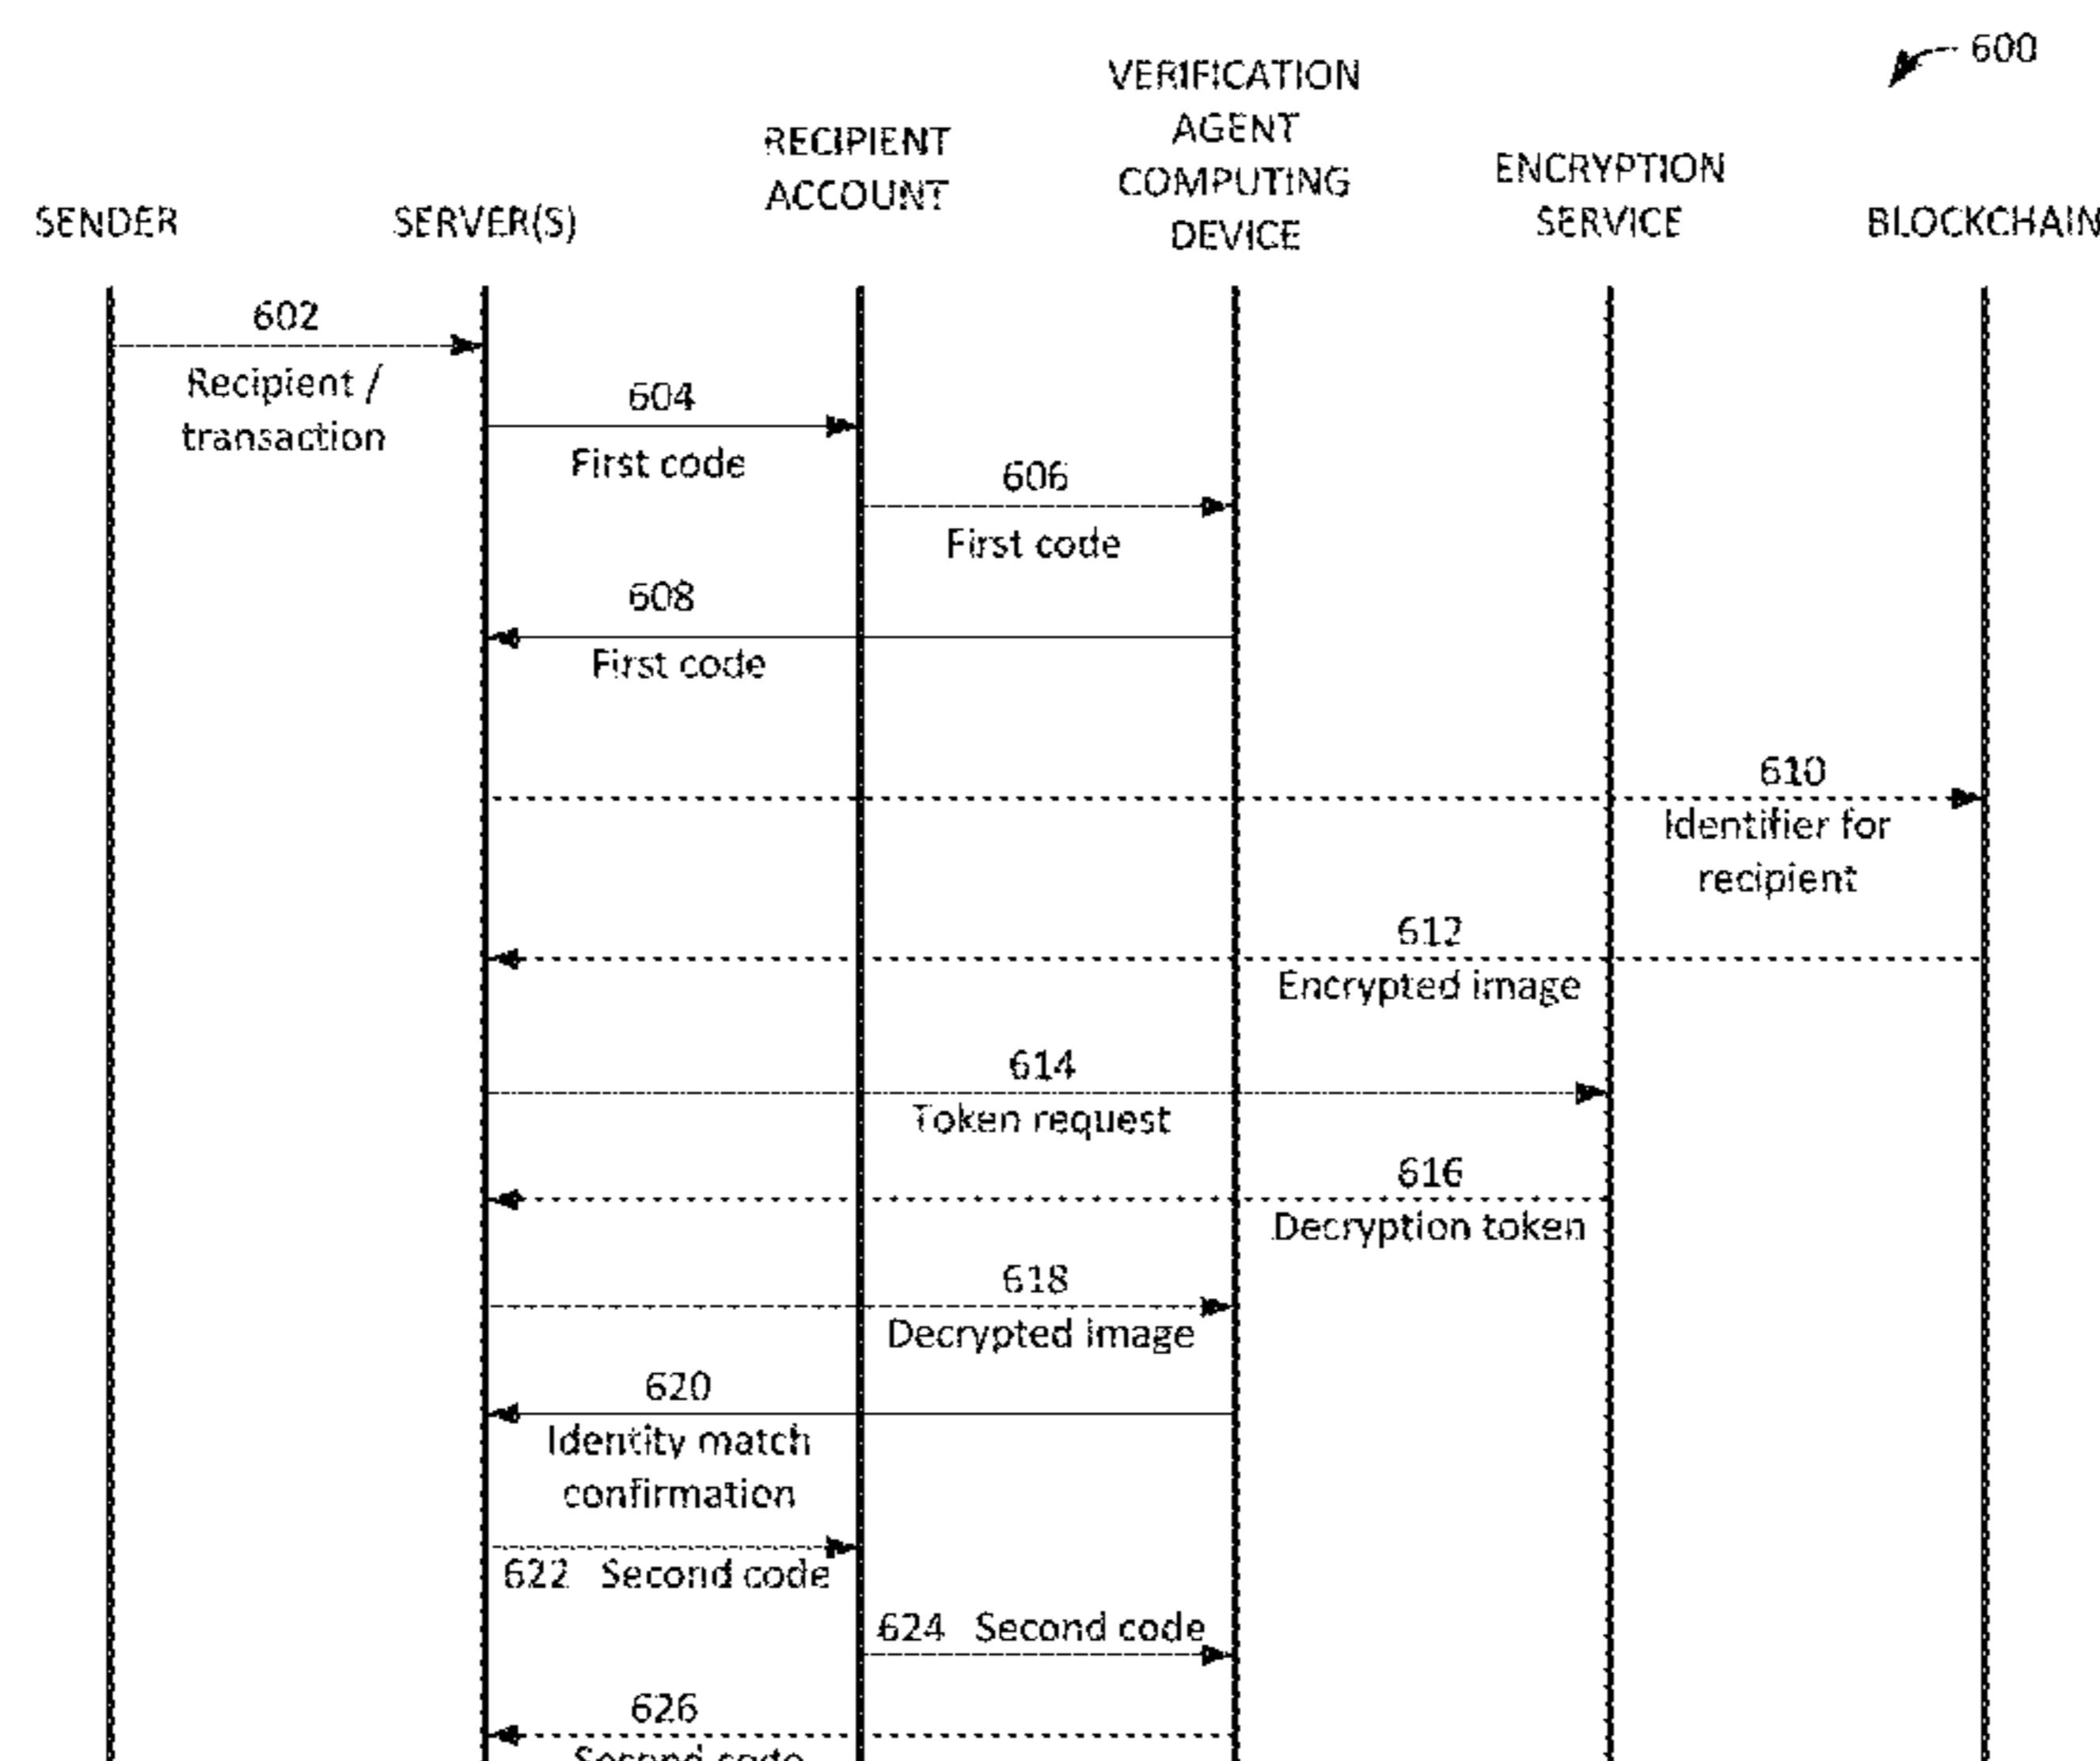 600
VERIFICATION
AGENT
COMPUTING
DEVICE
RECIPIENT
ACCOUNT
ENCRYPTION
SERVICE
SENDER
SERVER(S)
BLOCKCHAIN
602
Recipient /
transaction
604
First code
606
First code
608
First code
610
Identifier for
recipient
612
Encrypted image
614
Token request
616
Decryption token
618
Decrypted image
620
Identity match
confirmation
622 Second code
624 Second code
626
Second code